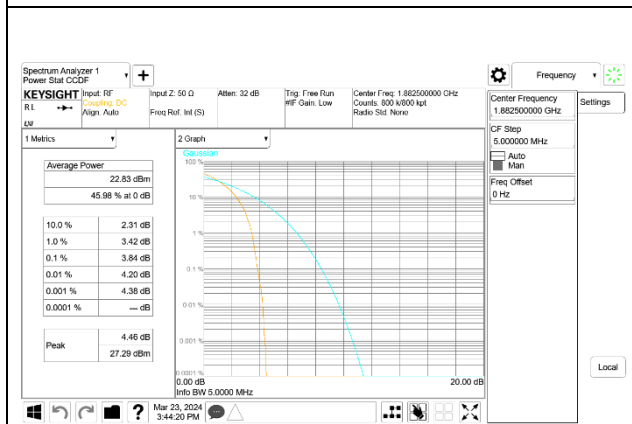 Spectrum Analyzer 1
Power Stat CCDF
+
Frequency
KEYSIGHT Input: RF Input Z: 50 Ω Atten: 32 dB Trig: Free Run Center Freq: 1.882500000 GHz
RL Coupling: DC #IF Gain: Low Counts: 800 k/800 kpt
Align: Auto Freq Ref: Int (S) Radio Std: None
Center Frequency
1.882500000 GHz
Settings
CF Step
5.000000 MHz
Auto
Man
Freq Offset
0 Hz
1 Metrics
2 Graph
Average Power
22.83 dBm
45.98 % at 0 dB
10.0 % 2.31 dB
1.0 % 3.42 dB
0.1 % 3.84 dB
0.01 % 4.20 dB
0.001 % 4.38 dB
0.0001 % --- dB
Peak
4.46 dB
27.29 dBm
Gaussian
100 %
10 %
1 %
0.1 %
0.01 %
0.001 %
0.0001 %
0.00 dB 20.00 dB
Info BW 5.0000 MHz
Local
?
Mar 23, 2024
3:44:20 PM